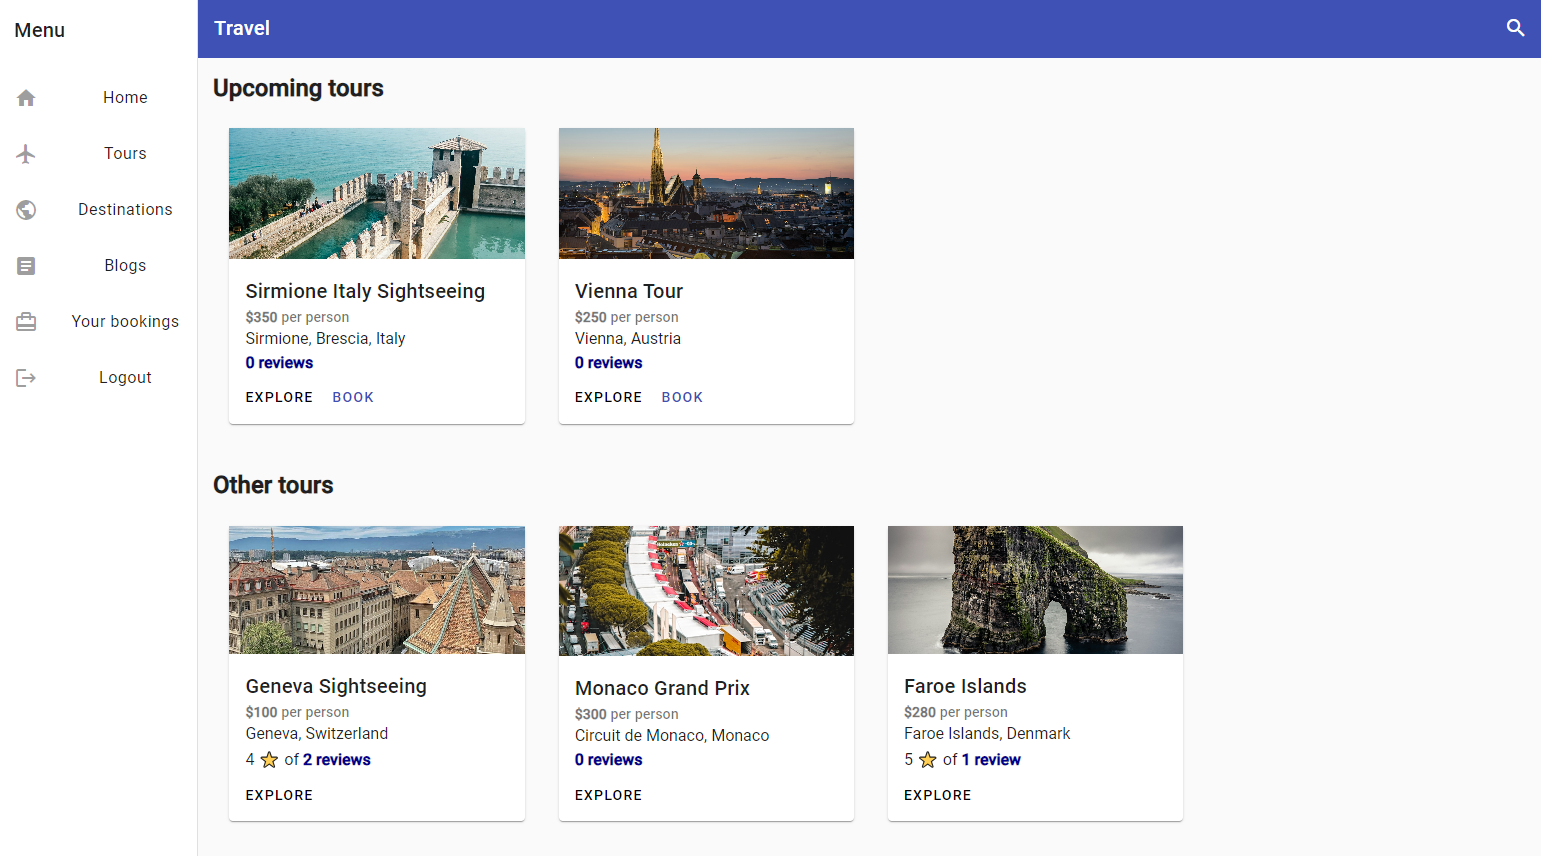 Menu
Home
Tours
Destinations
Blogs
Your bookings
Logout
Travel
Upcoming tours
Sirmione Italy Sightseeing
$350 per person
Sirmione, Brescia, Italy
0 reviews
EXPLORE BOOK
Vienna Tour
$250 per person
Vienna, Austria
0 reviews
EXPLORE BOOK
Other tours
Geneva Sightseeing
$100 per person
Geneva, Switzerland
4 ⭐ of 2 reviews
EXPLORE
Heineken
Monaco Grand Prix
$300 per person
Circuit de Monaco, Monaco
0 reviews
EXPLORE
Faroe Islands
$280 per person
Faroe Islands, Denmark
5 ⭐ of 1 review
EXPLORE